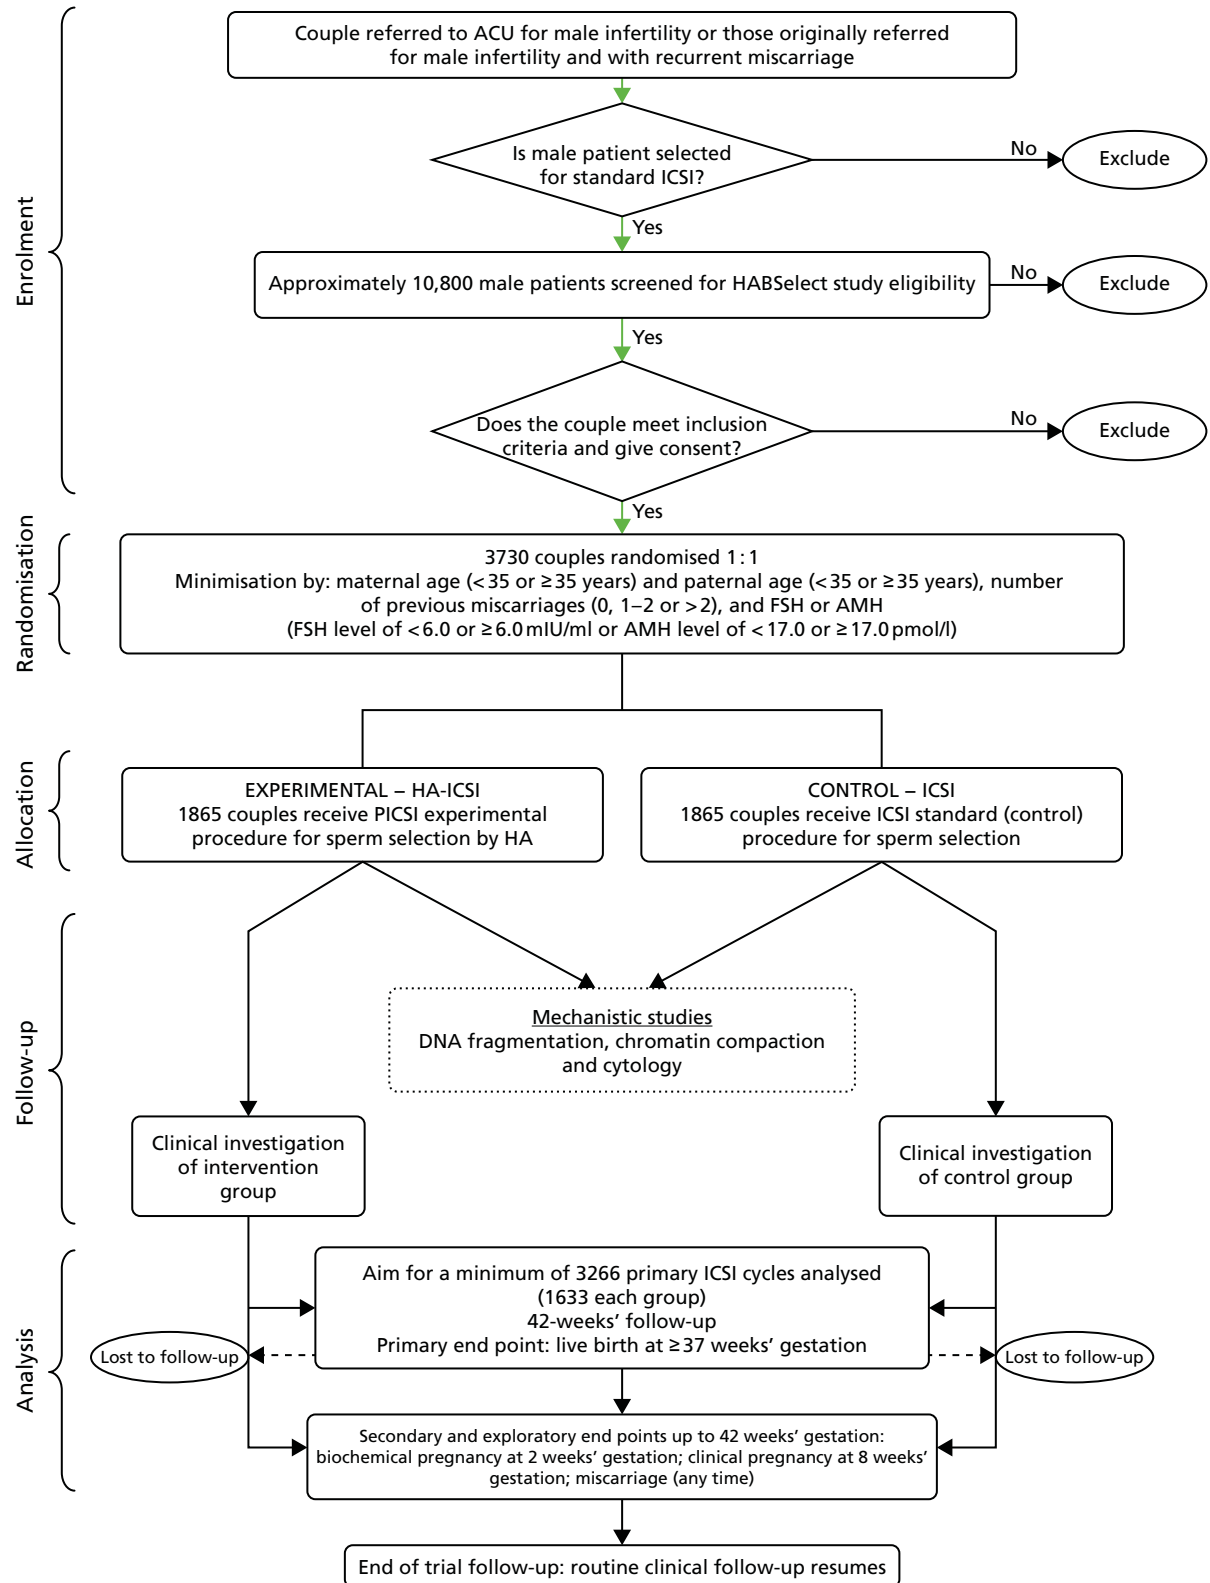 Couple referred to ACU for male infertility or those originally referred
for male infertility and with recurrent miscarriage
Is male patient selected
for standard ICSI?
No
Exclude
Yes
Approximately 10,800 male patients screened for HABSelect study eligibility
No
Exclude
Yes
Does the couple meet inclusion
criteria and give consent?
No
Exclude
Yes
Enrolment
3730 couples randomised 1 : 1
Minimisation by: maternal age (<35 or ≥35 years) and paternal age (<35 or ≥35 years), number
of previous miscarriages (0, 1–2 or >2), and FSH or AMH
(FSH level of <6.0 or ≥6.0 mIU/ml or AMH level of <17.0 or ≥17.0 pmol/l)
Randomisation
EXPERIMENTAL – HA-ICSI
1865 couples receive PICSI experimental
procedure for sperm selection by HA
CONTROL – ICSI
1865 couples receive ICSI standard (control)
procedure for sperm selection
Allocation
Mechanistic studies
DNA fragmentation, chromatin compaction
and cytology
Clinical investigation
of intervention
group
Clinical investigation
of control group
Follow-up
Aim for a minimum of 3266 primary ICSI cycles analysed
(1633 each group)
42-weeks’ follow-up
Primary end point: live birth at ≥37 weeks’ gestation
Lost to follow-up
Lost to follow-up
Analysis
Secondary and exploratory end points up to 42 weeks’ gestation:
biochemical pregnancy at 2 weeks’ gestation; clinical pregnancy at 8 weeks’
gestation; miscarriage (any time)
End of trial follow-up: routine clinical follow-up resumes